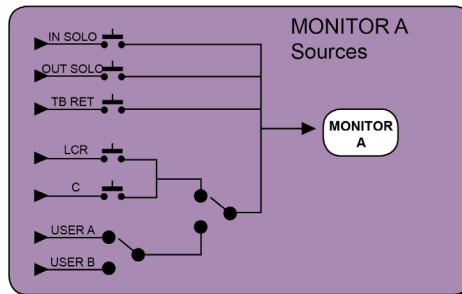 MONITOR A
Sources
IN SOLO
OUT SOLO
TB RET
MONITOR
A
LCR
C
USER A
USER B